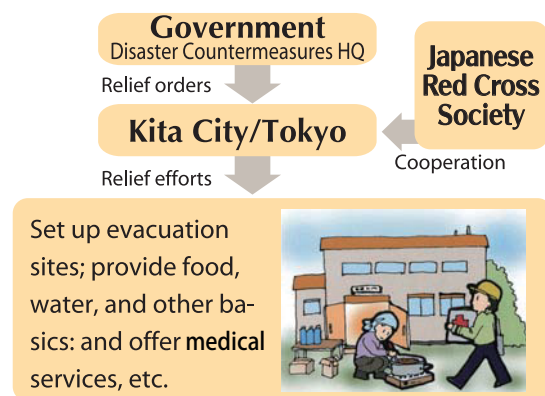 Government
Disaster Countermeasures HQ
Japanese
Red Cross
Society
Relief orders
Kita City/Tokyo
Cooperation
Relief efforts
Set up evacuation
sites; provide food,
water, and other ba-
sics: and offer medical
services, etc.